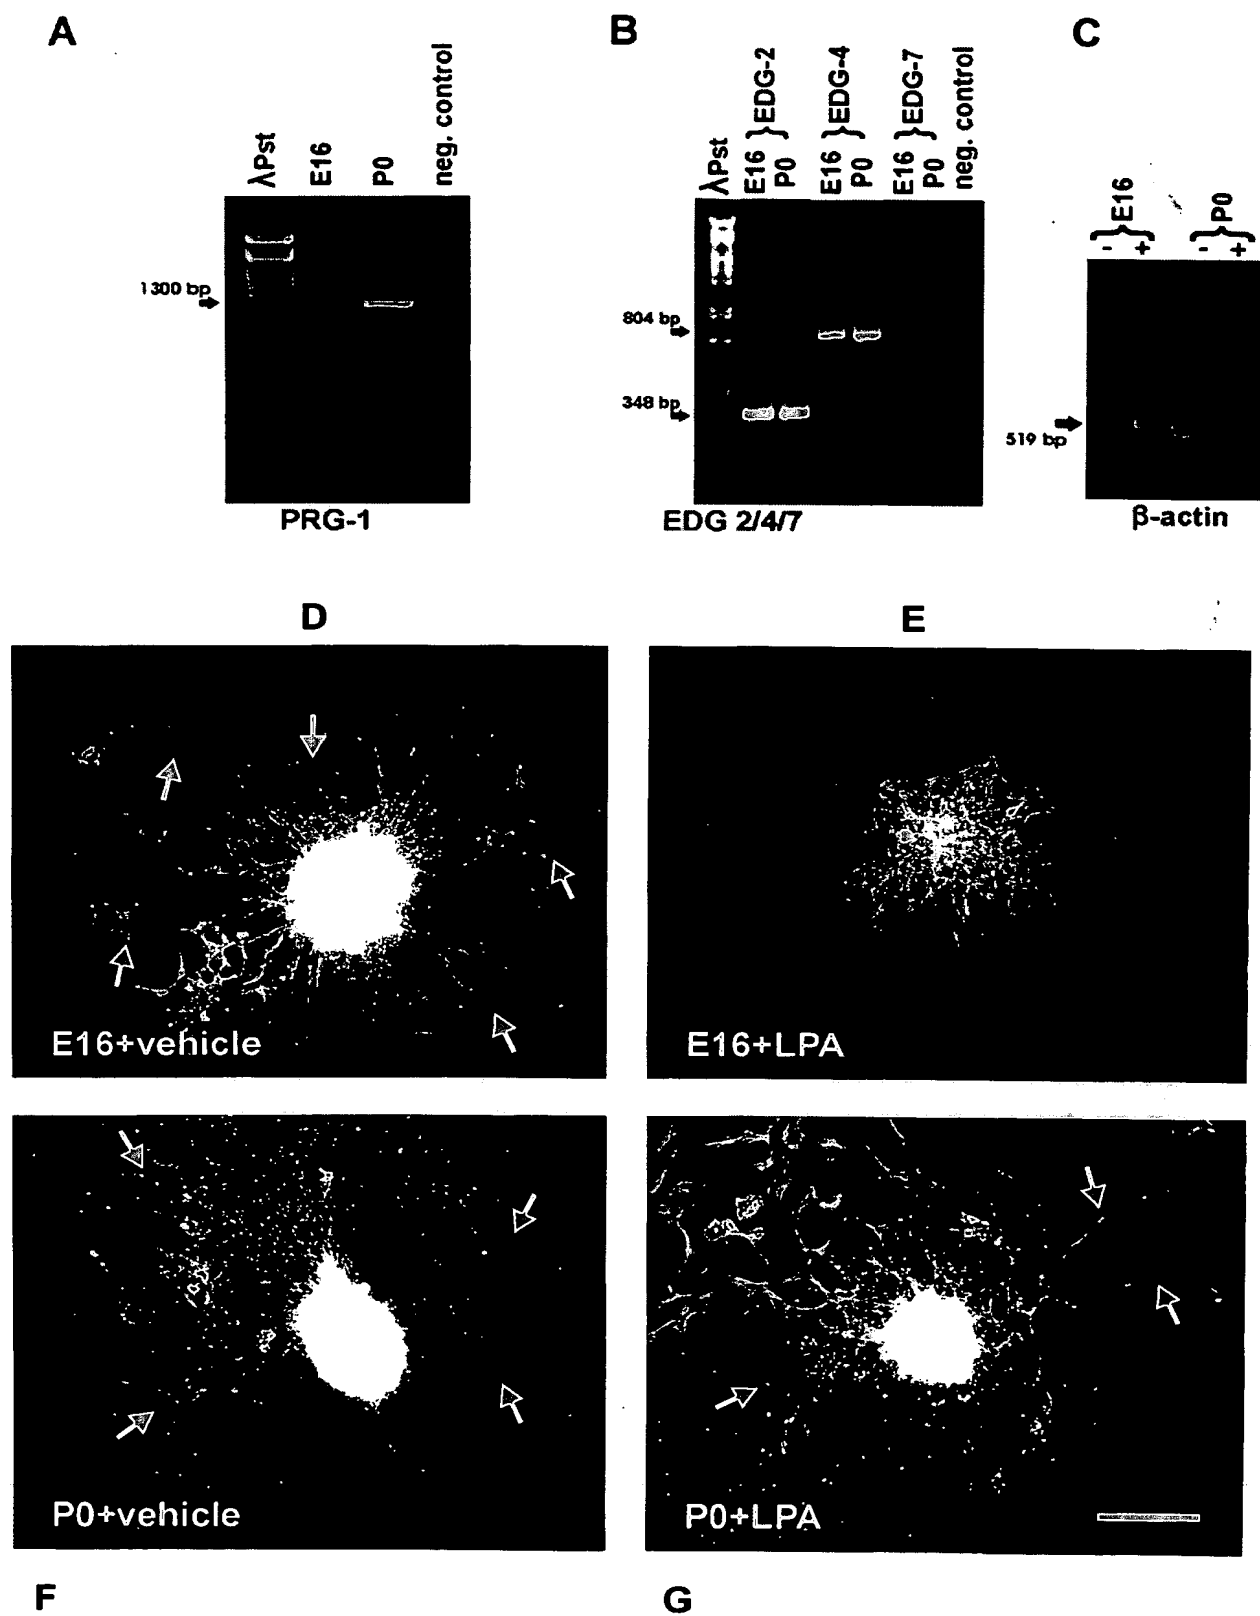 A
B
C
λPst
E16
P0
neg. control
1300 bp
PRG-1
λPst
E16
P0
}EDG-2
E16
P0
}EDG-4
E16
P0
}EDG-7
neg. control
804 bp
348 bp
EDG 2/4/7
- + }E16
- + }P0
519 bp
β-actin
D
E
E16+vehicle
E16+LPA
P0+vehicle
P0+LPA
F
G